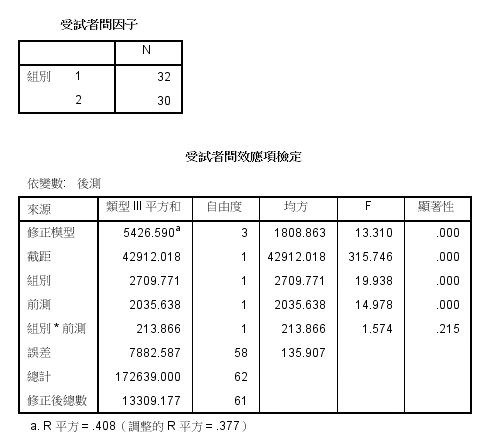 受試者間因子
N
組別 1 32
2 30
受試者間效應項檢定
依變數: 後測
來源 類型 III 平方和 自由度 均方 F 顯著性
修正模型 5426.590a 3 1808.863 13.310 .000
截距 42912.018 1 42912.018 315.746 .000
組別 2709.771 1 2709.771 19.938 .000
前測 2035.638 1 2035.638 14.978 .000
組別 * 前測 213.866 1 213.866 1.574 .215
誤差 7882.587 58 135.907
總計 172639.000 62
修正後總數 13309.177 61
a. R 平方 = .408（調整的 R 平方 = .377）